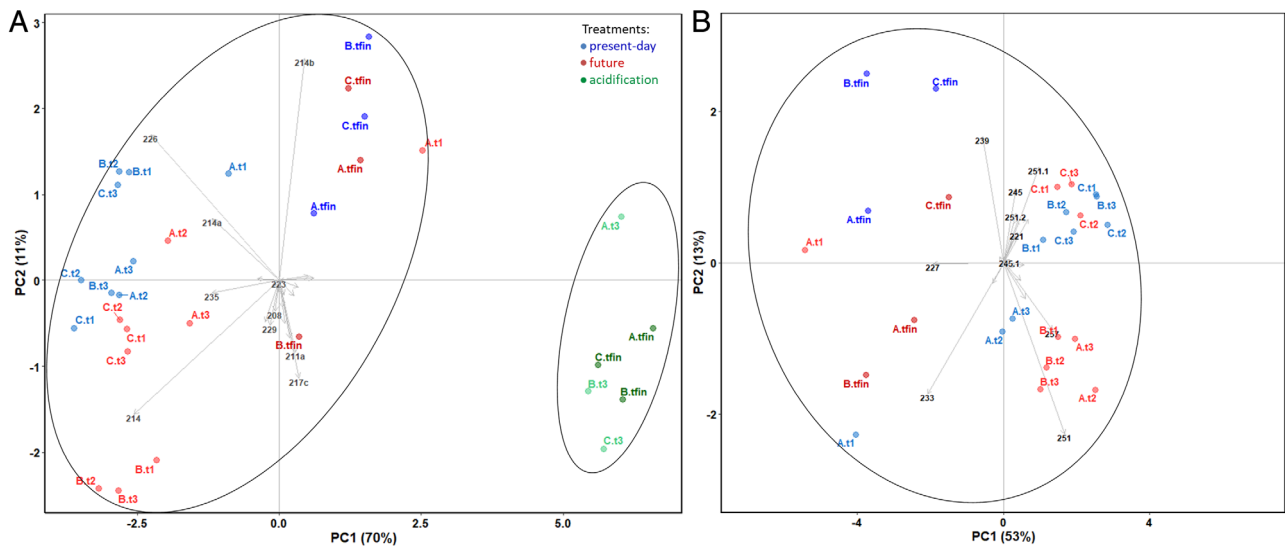 A
3
2
1
0
-1
-2
PC2 (11%)
-2.5
0.0
2.5
5.0
PC1 (70%)
Treatments:
present-day
future
acidification
B.tfin
214b
C.tfin
C.tfin
A.t1
A.tfin
226
B.t2
B.t1
A.t1
C.t3
A.tfin
214a
A.t3
A.t2
A.t3
C.t2
223
B.t3
A.t2
235
C.t2
208
C.t1
C.t1
A.t3
229
B.tfin
C.t3
211a
217c
A.tfin
C.tfin
B.t3
B.tfin
214
C.t3
B.t1
B.t2
B.t3
B
2
0
-2
PC2 (13%)
-4
0
4
PC1 (53%)
B.tfin
C.tfin
239
251.1
C.t3
245
C.t1
C.t1
B.t3
A.tfin
C.tfin
251.2
B.t2
C.t2
C.t2
A.t1
221
B.t1
C.t3
227
245.1
A.tfin
A.t3
A.t2
B.t1
257
A.t3
B.tfin
B.t2
B.t3
A.t2
233
A.t1
251